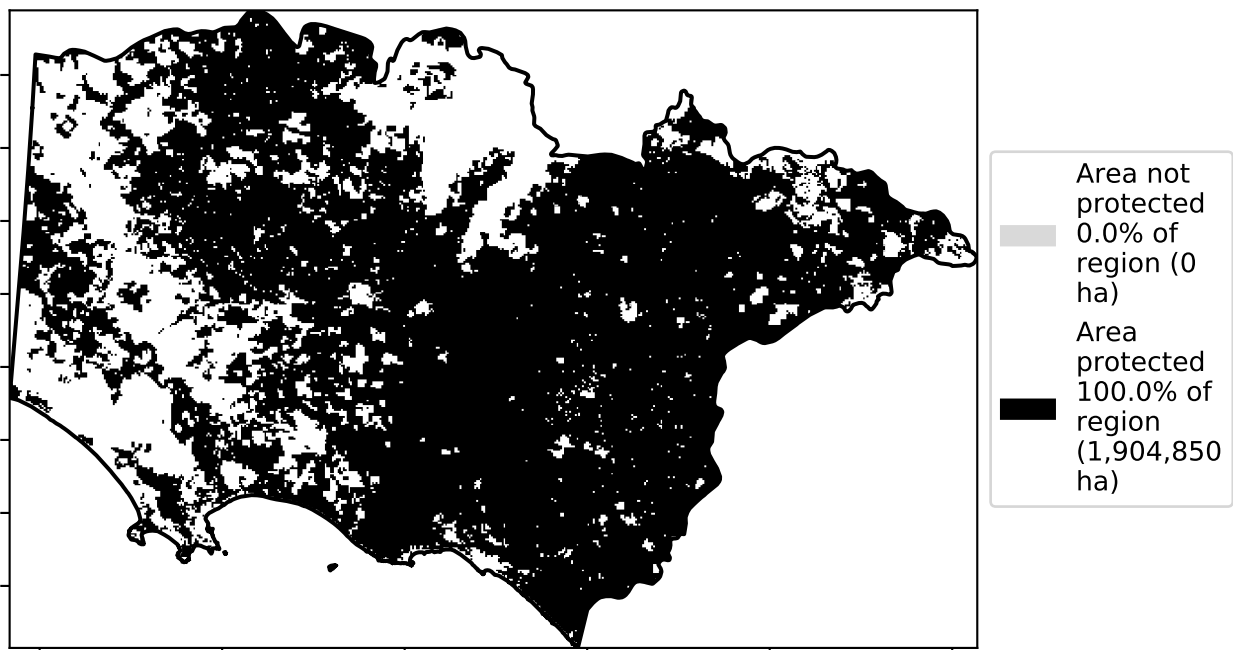 Area not
protected
0.0% of
region (0
ha)
Area
protected
100.0% of
region
(1,904,850
ha)